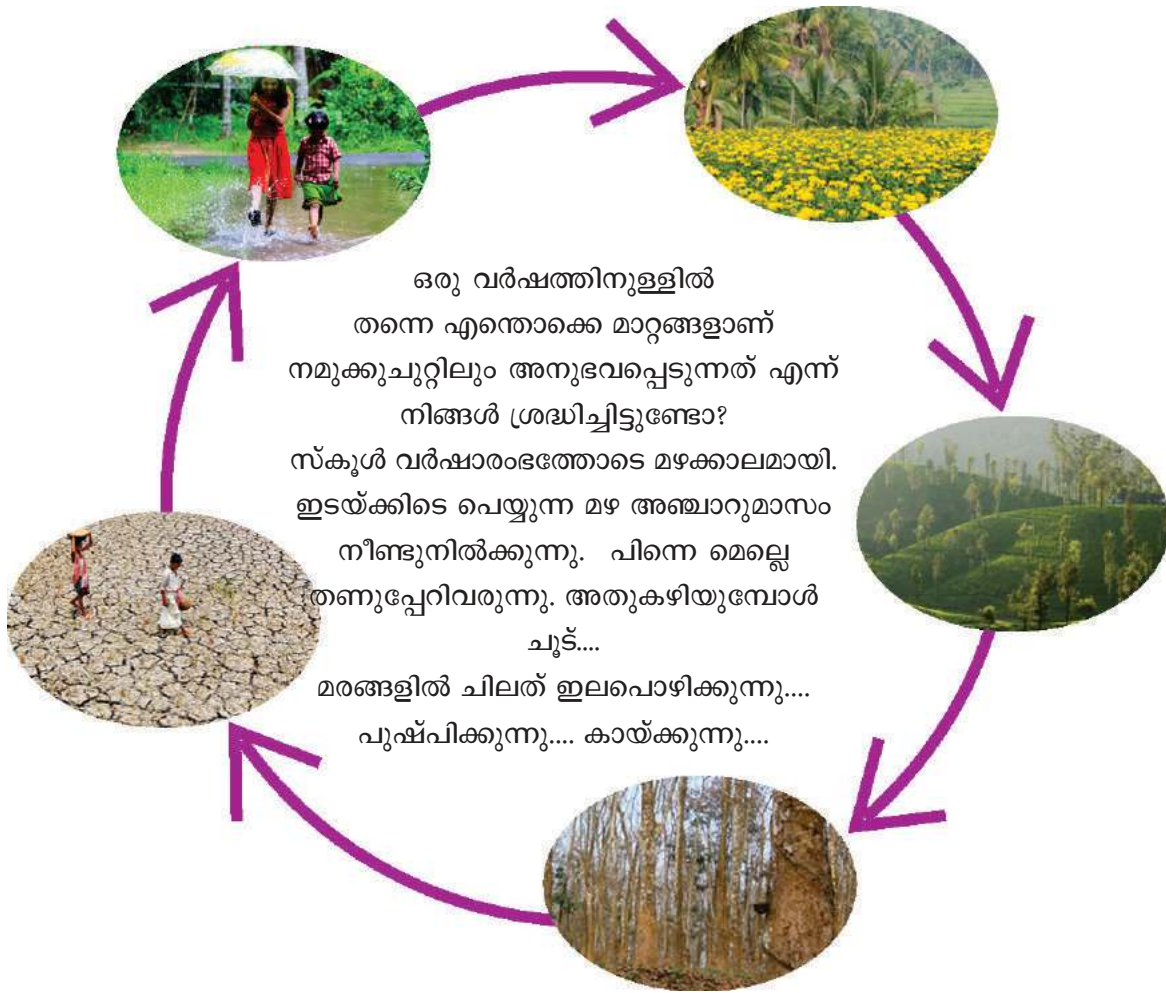 ഒരു വർഷത്തിനുള്ളിൽ
തന്നെ എന്തൊക്കെ മാറ്റങ്ങളാണ്
നമുക്കുചുറ്റിലും അനുഭവപ്പെടുന്നത് എന്ന്
നിങ്ങൾ ശ്രദ്ധിച്ചിട്ടുണ്ടോ?
സ്കൂൾ വർഷാരംഭത്തോടെ മഴക്കാലമായി.
ഇടയ്ക്കിടെ പെയ്യുന്ന മഴ അഞ്ചാറുമാസം
നീണ്ടുനിൽക്കുന്നു. പിന്നെ മെല്ലെ
തണുപ്പേറിവരുന്നു. അതുകഴിയുമ്പോൾ
ചൂട്....
മരങ്ങളിൽ ചിലത് ഇലപൊഴിക്കുന്നു....
പുഷ്പിക്കുന്നു.... കായ്ക്കുന്നു....